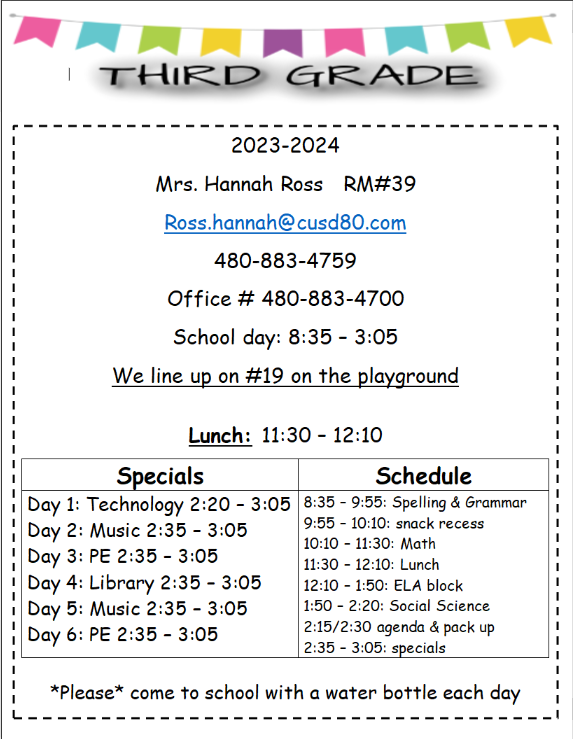 THIRD GRADE
2023-2024
Mrs. Hannah Ross RM#39
Ross.hannah@cusd80.com
480-883-4759
Office # 480-883-4700
School day: 8:35 – 3:05
We line up on #19 on the playground
Lunch: 11:30 – 12:10
Specials
Day 1: Technology 2:20 – 3:05
Day 2: Music 2:35 – 3:05
Day 3: PE 2:35 – 3:05
Day 4: Library 2:35 – 3:05
Day 5: Music 2:35 – 3:05
Day 6: PE 2:35 – 3:05
Schedule
8:35 – 9:55: Spelling & Grammar
9:55 – 10:10: snack recess
10:10 – 11:30: Math
11:30 – 12:10: Lunch
12:10 – 1:50: ELA block
1:50 – 2:20: Social Science
2:15/2:30 agenda & pack up
2:35 – 3:05: specials
*Please* come to school with a water bottle each day